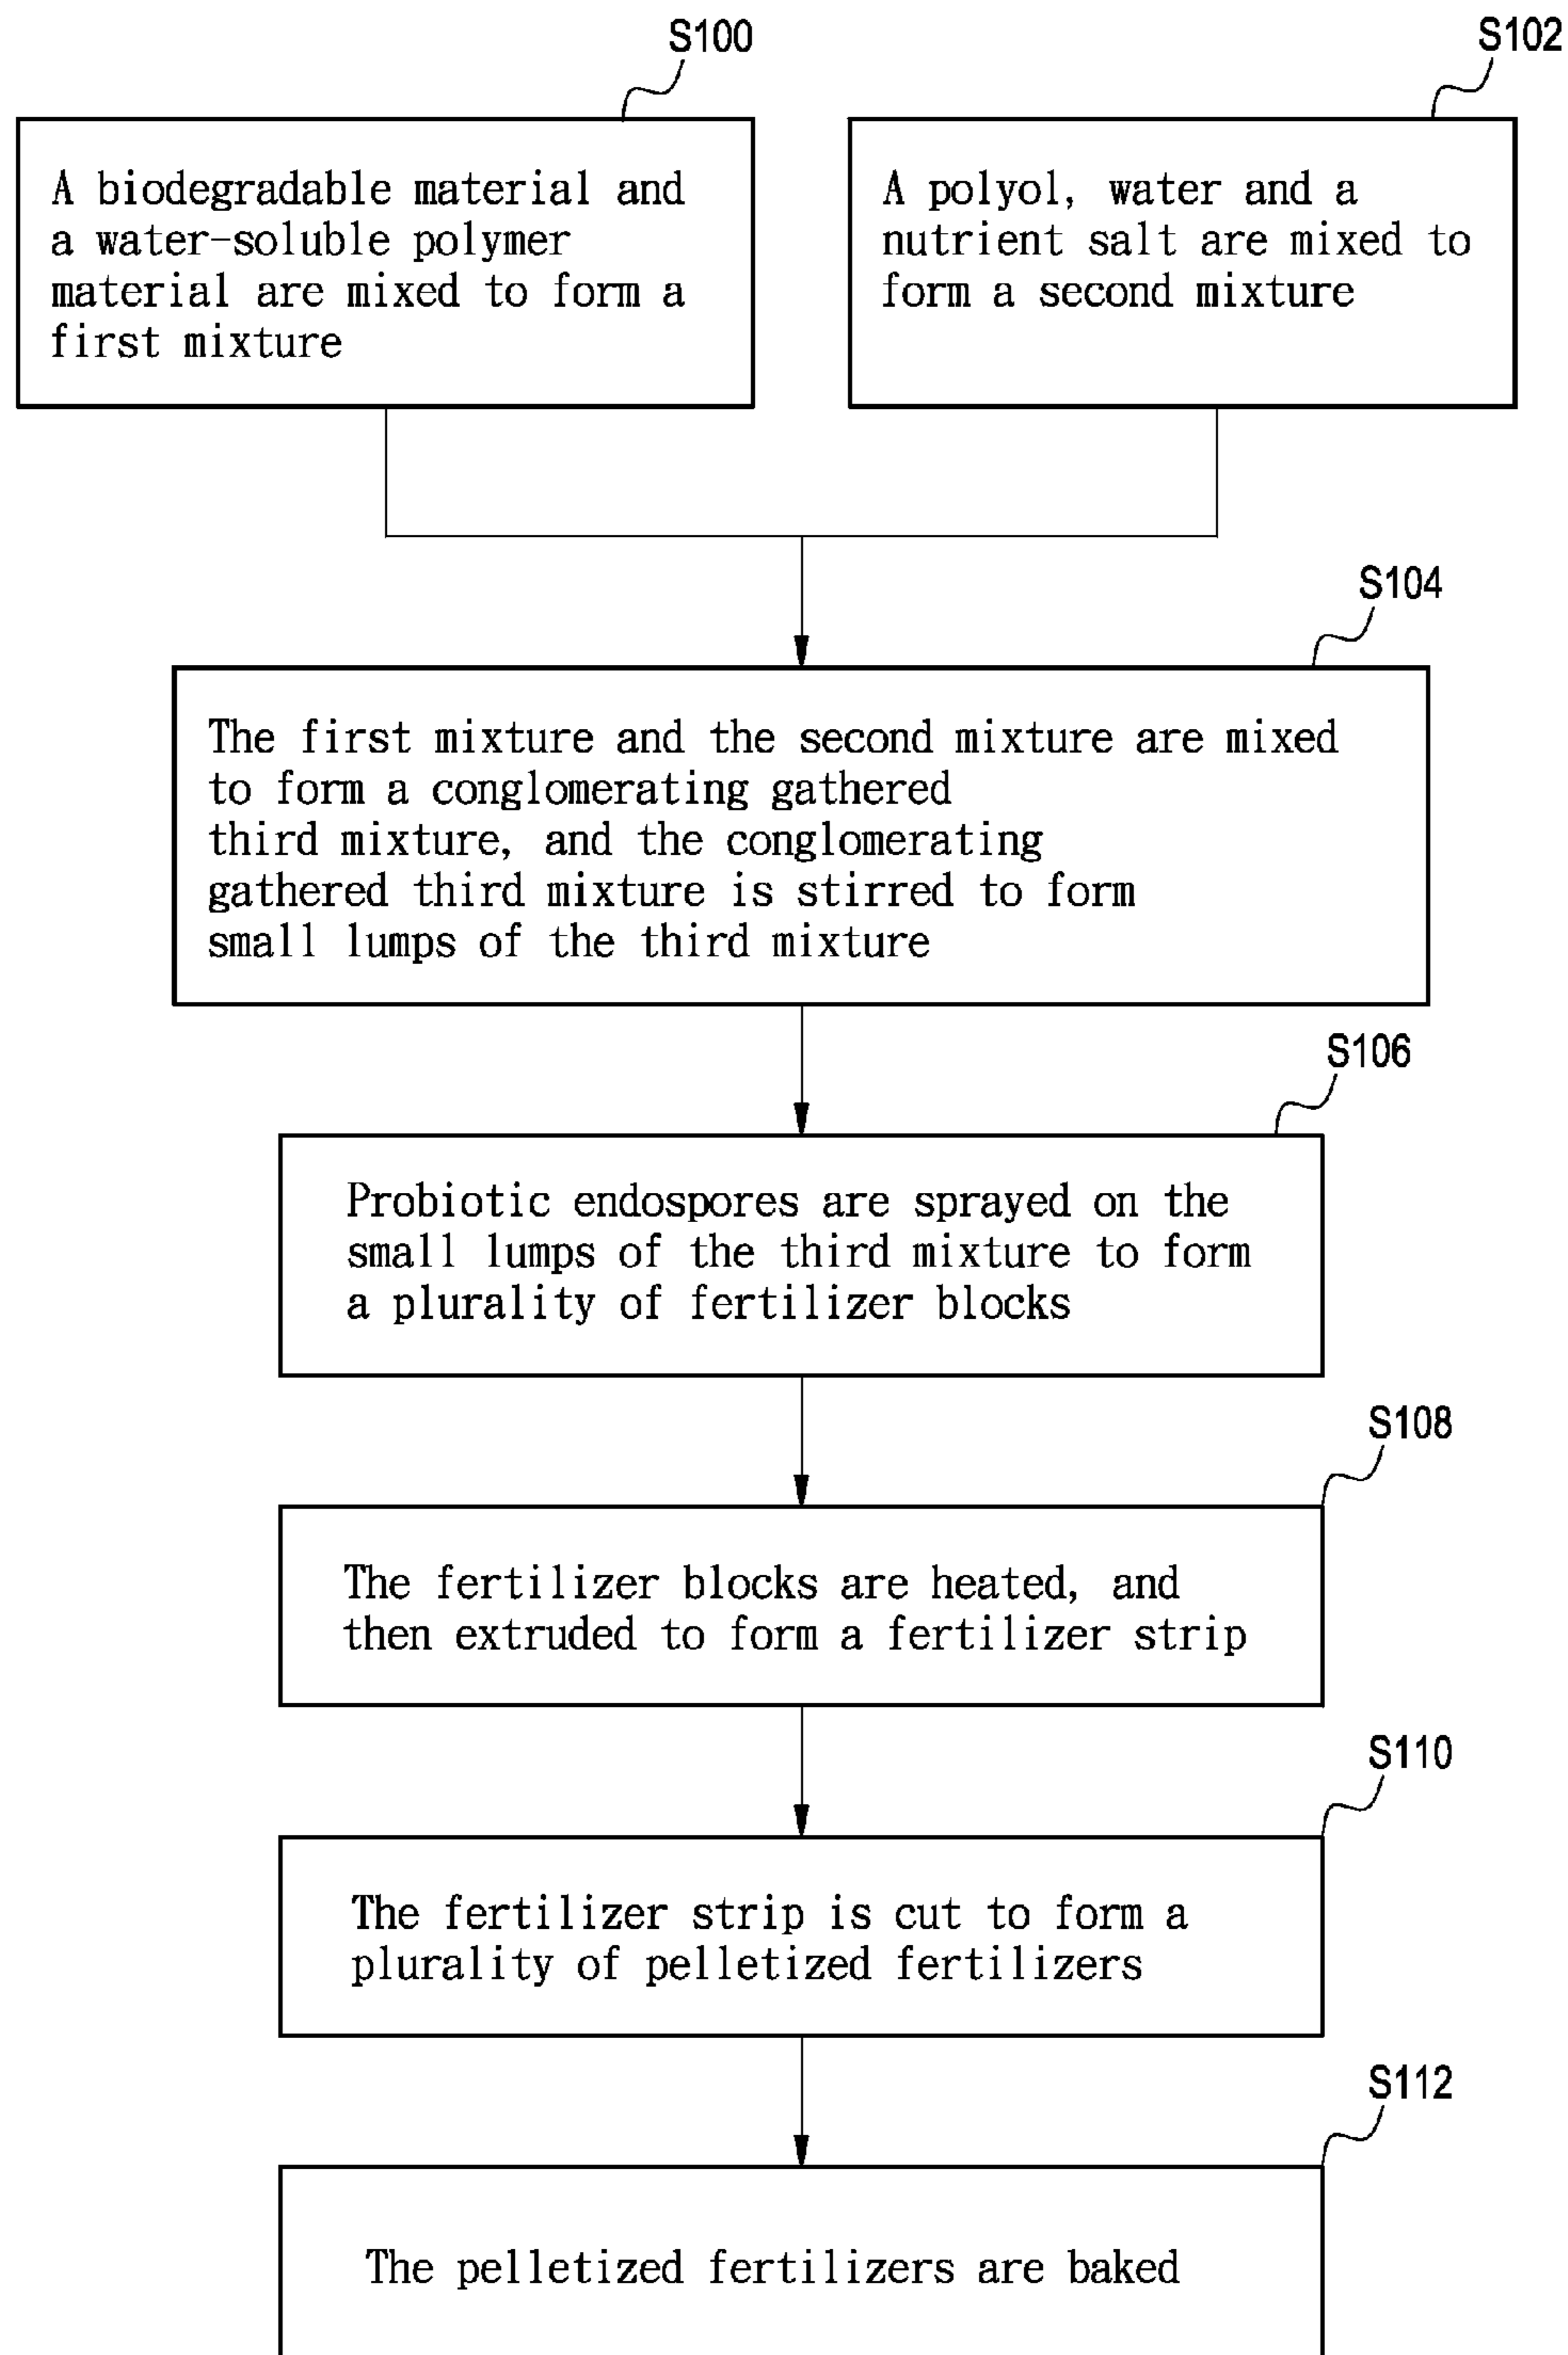 S100
A biodegradable material and
a water-soluble polymer
material are mixed to form a
first mixture
S102
A polyol, water and a
nutrient salt are mixed to
form a second mixture
S104
The first mixture and the second mixture are mixed
to form a conglomerating gathered
third mixture, and the conglomerating
gathered third mixture is stirred to form
small lumps of the third mixture
S106
Probiotic endospores are sprayed on the
small lumps of the third mixture to form
a plurality of fertilizer blocks
S108
The fertilizer blocks are heated, and
then extruded to form a fertilizer strip
S110
The fertilizer strip is cut to form a
plurality of pelletized fertilizers
S112
The pelletized fertilizers are baked